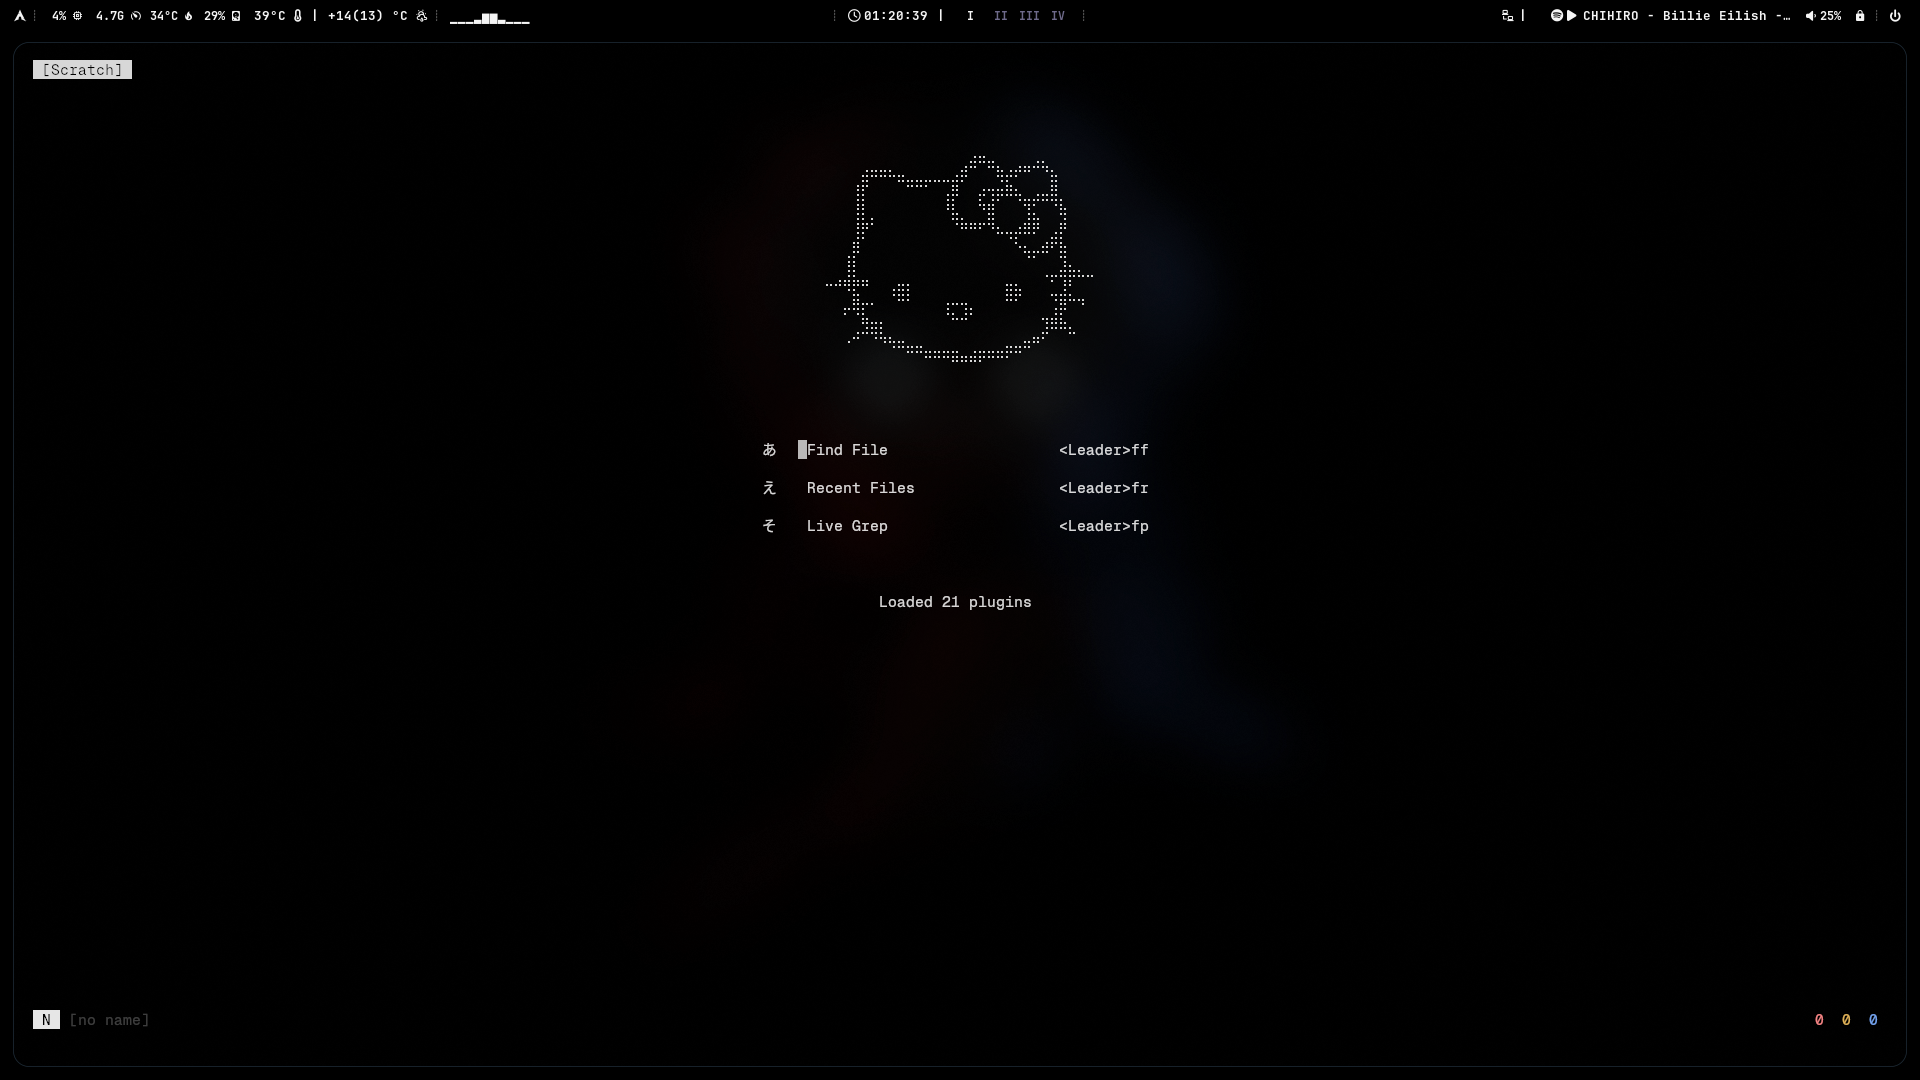 4% 4.7G 34°C 29% 39°C | +14(13) °C 01:20:39 | I II III IV | CHIHIRO - Billie Eilish -… 25%
[Scratch]
あ Find File <Leader>ff
え Recent Files <Leader>fr
そ Live Grep <Leader>fp
Loaded 21 plugins
N [no name] 0 0 0